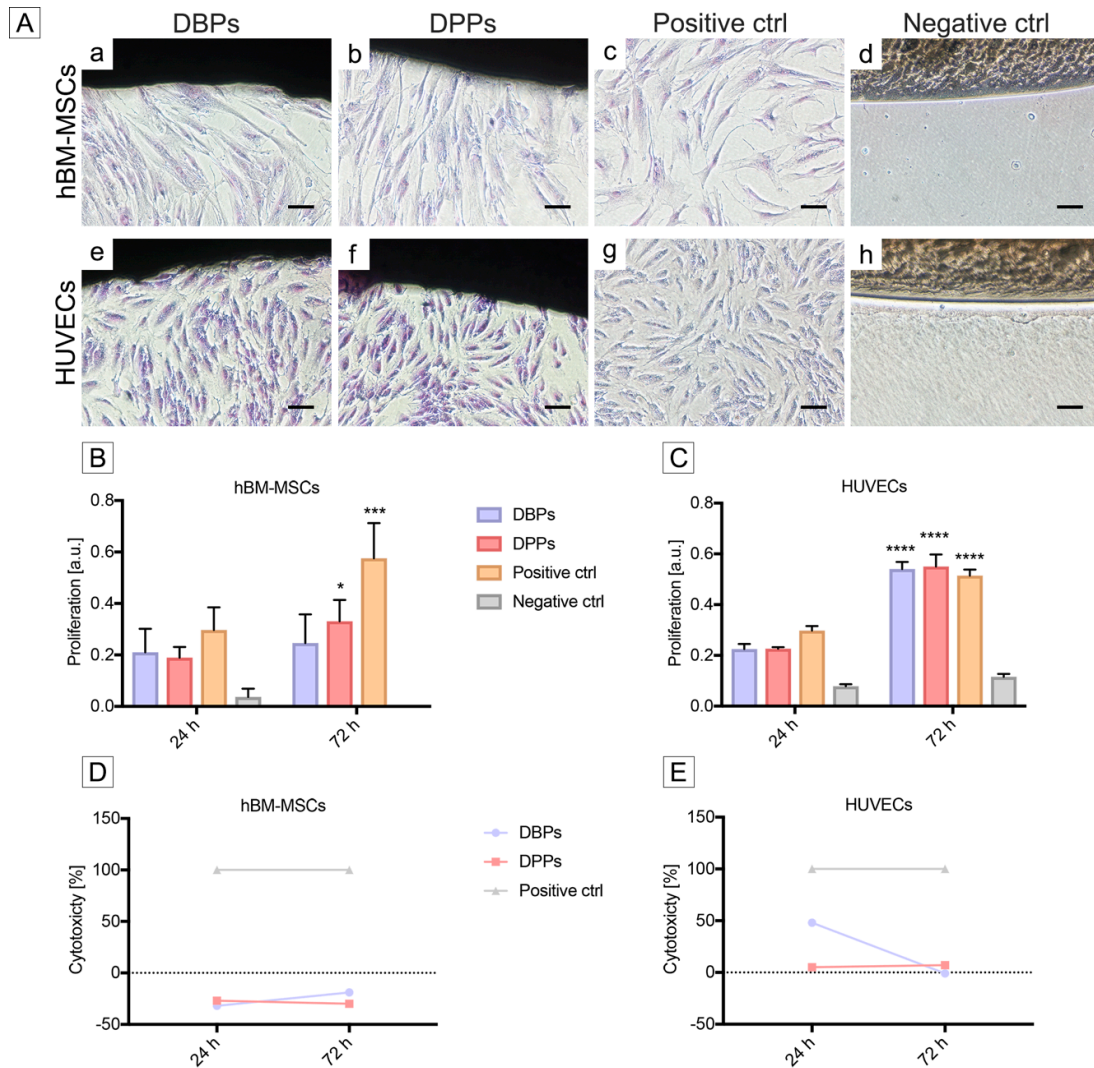 A
DBPs DPPs Positive ctrl Negative ctrl
hBM-MSCs
a b c d
HUVECs
e f g h
B
hBM-MSCs
Proliferation [a.u.]
0.8
0.6
0.4
0.2
0.0
* ***
24 h 72 h
DBPs
DPPs
Positive ctrl
Negative ctrl
C
HUVECs
Proliferation [a.u.]
0.8
0.6
0.4
0.2
0.0
**** **** ****
24 h 72 h
D
hBM-MSCs
Cytotoxicty [%]
150
100
50
0
-50
24 h 72 h
DBPs
DPPs
Positive ctrl
E
HUVECs
Cytotoxicty [%]
150
100
50
0
-50
24 h 72 h